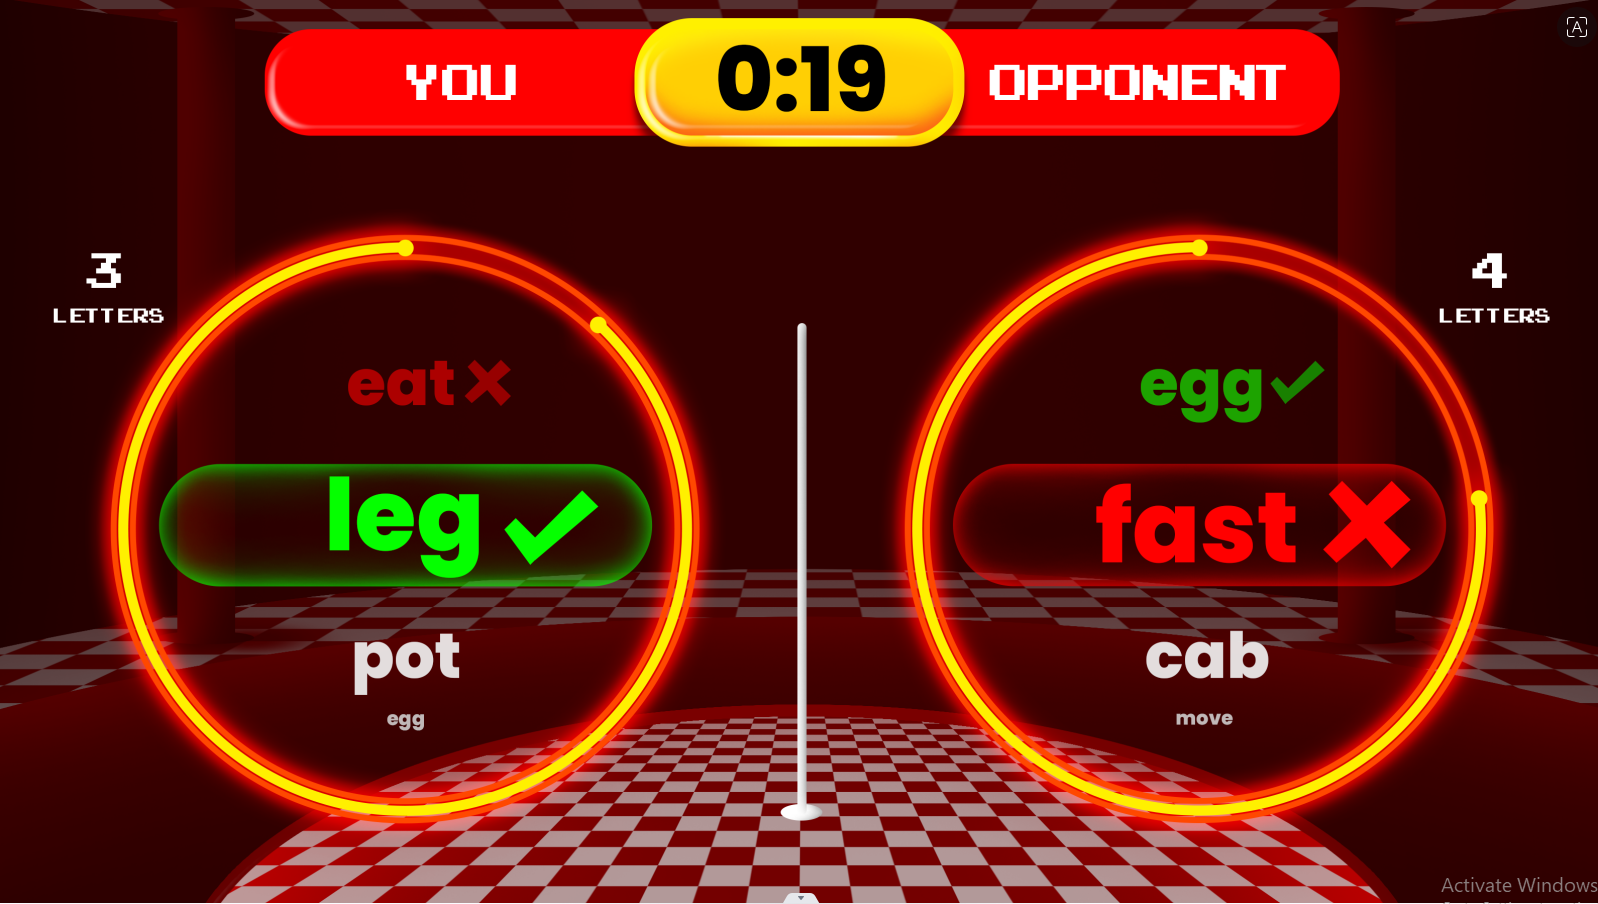 YOU
0:19
OPPONENT
3
LETTERS
eat
leg
pot
egg
4
LETTERS
egg
fast
cab
move
A
Activate Windows